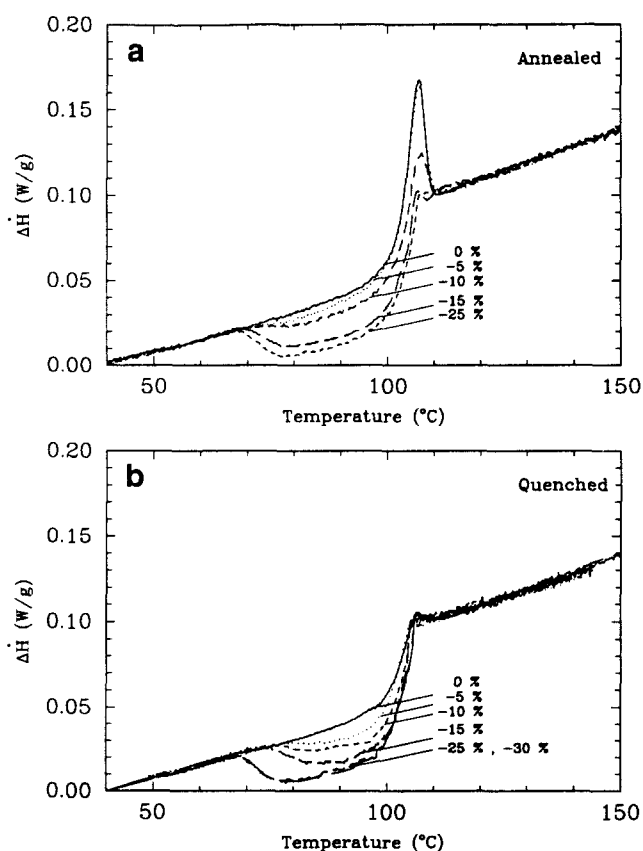 a
Annealed
0.20
0.15
0.10
0.05
0.00
ΔḢ (W/g)
0 %
-5 %
-10 %
-15 %
-25 %
50 100 150
Temperature (°C)
b
Quenched
0.20
0.15
0.10
0.05
0.00
ΔḢ (W/g)
0 %
-5 %
-10 %
-15 %
-25 % , -30 %
50 100 150
Temperature (°C)